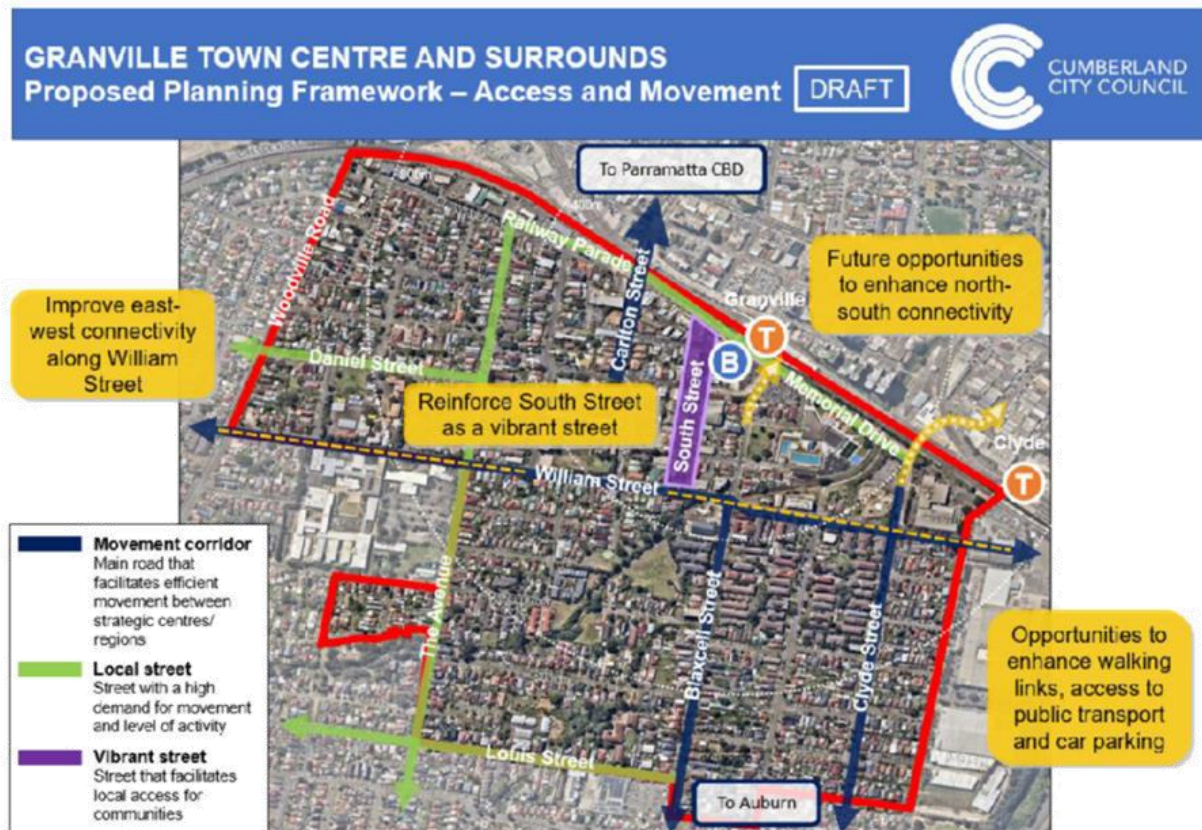 GRANVILLE TOWN CENTRE AND SURROUNDS
Proposed Planning Framework – Access and Movement
DRAFT
CUMBERLAND
CITY COUNCIL
To Parramatta CBD
Woodville Road
Railway Parade
Carlton Street
Granville
T
B
Future opportunities
to enhance north-
south connectivity
Improve east-
west connectivity
along William
Street
Daniel Street
Reinforce South Street
as a vibrant street
South Street
Memorial Drive
Clyde
T
William Street
The Avenue
Blaxcell Street
Clyde Street
Louis Street
To Auburn
Opportunities to
enhance walking
links, access to
public transport
and car parking
Movement corridor
Main road that
facilitates efficient
movement between
strategic centres/
regions
Local street
Street with a high
demand for movement
and level of activity
Vibrant street
Street that facilitates
local access for
communities